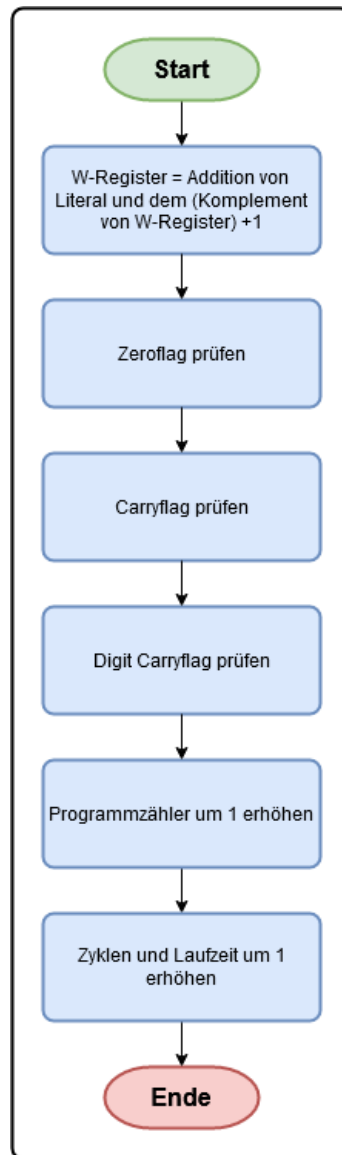 Start
W-Register = Addition von
Literal und dem (Komplement
von W-Register) +1
Zeroflag prüfen
Carryflag prüfen
Digit Carryflag prüfen
Programmzähler um 1 erhöhen
Zyklen und Laufzeit um 1
erhöhen
Ende